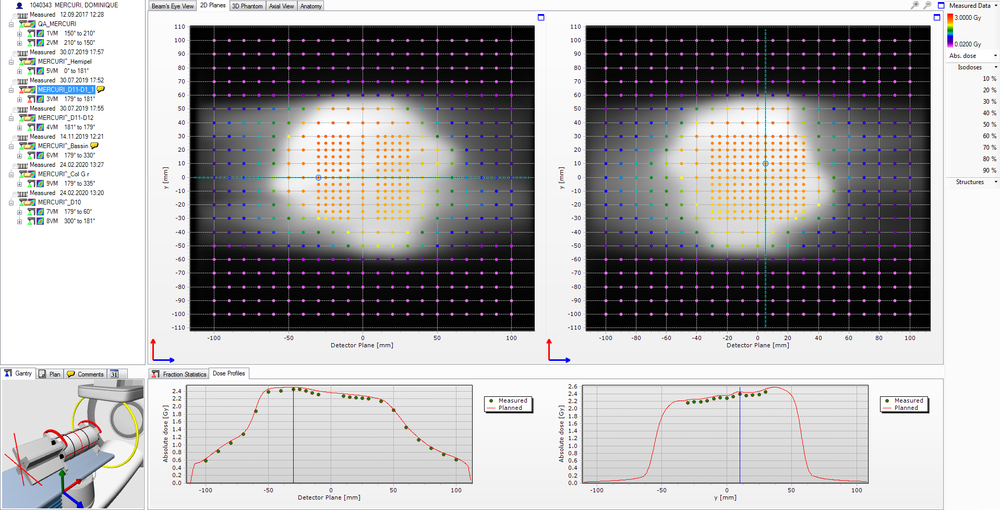 1040343 MERCURI, DOMINIQUE
Measured 12.09.2017 12:28
QA_MERCURI
1VM 150° to 210°
2VM 210° to 150°
Measured 30.07.2019 17:57
MERCURI^_Hemipel
5VM 0° to 181°
Measured 30.07.2019 17:52
MERCURI_D11-D1_1
3VM 179° to 181°
Measured 30.07.2019 17:55
MERCURI^_D11-D12
4VM 181° to 179°
Measured 14.11.2019 12:21
MERCURI^_Bassin
6VM 179° to 330°
Measured 24.02.2020 13:27
MERCURI^_Col G r
9VM 179° to 335°
Measured 24.02.2020 13:20
MERCURI^_D10
7VM 179° to 60°
8VM 300° to 181°
Beam's Eye View 2D Planes 3D Phantom Axial View Anatomy
110
100
90
80
70
60
50
40
30
20
10
0
-10
-20
-30
-40
-50
-60
-70
-80
-90
-100
-110
y [mm]
-100 -50 0 50 100
Detector Plane [mm]
110
100
90
80
70
60
50
40
30
20
10
0
-10
-20
-30
-40
-50
-60
-70
-80
-90
-100
-110
y [mm]
-100 -80 -60 -40 -20 0 20 40 60 80 100
Detector Plane [mm]
Measured Data
3.0000 Gy
0.0200 Gy
Abs. dose
Isodoses
10 %
20 %
30 %
40 %
50 %
60 %
70 %
80 %
90 %
Structures
Gantry Plan Comments 31
Fraction Statistics Dose Profiles
2.4
2.2
2.0
1.8
1.6
1.4
1.2
1.0
0.8
0.6
0.4
0.2
0.0
Absolute dose [Gy]
-100 -50 0 50 100
Detector Plane [mm]
Measured
Planned
2.6
2.4
2.2
2.0
1.8
1.6
1.4
1.2
1.0
0.8
0.6
0.4
0.2
0.0
Absolute dose [Gy]
-100 -50 0 50 100
y [mm]
Measured
Planned